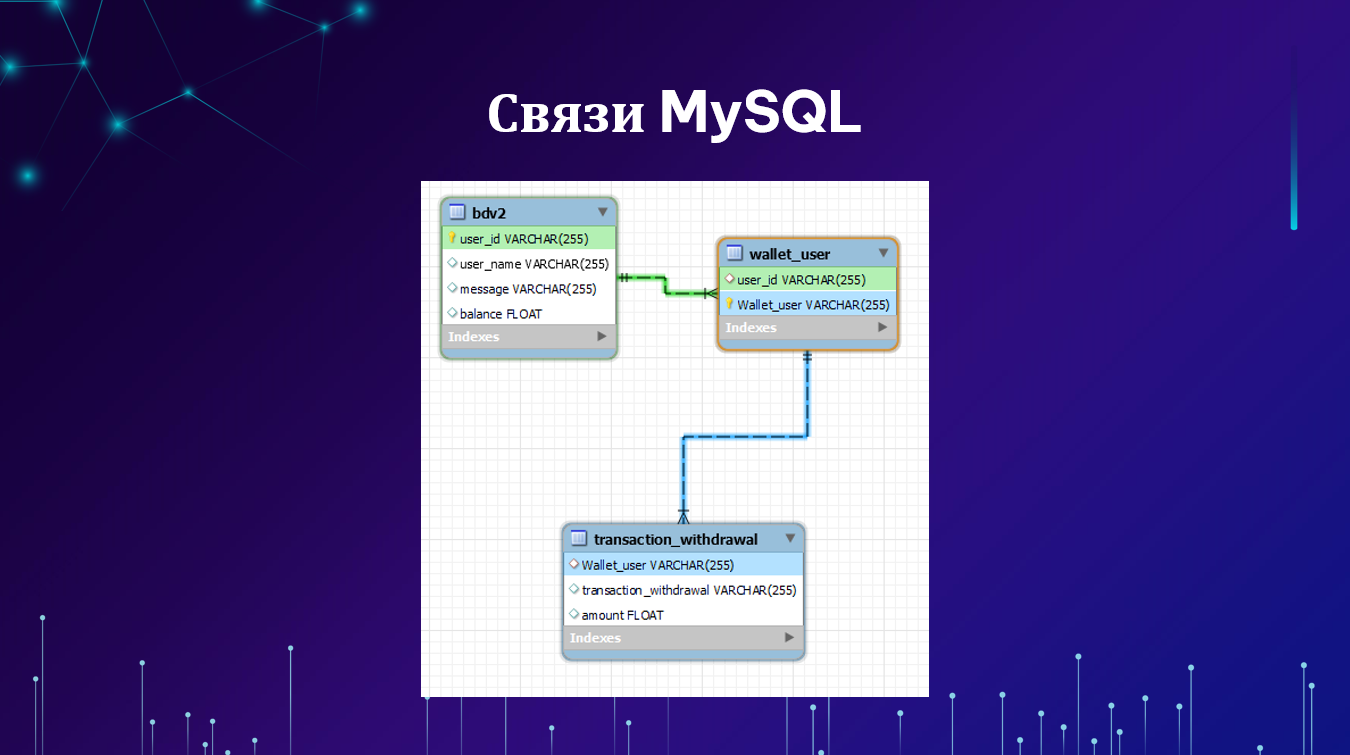 Связи MySQL
bdv2
user_id VARCHAR(255)
user_name VARCHAR(255)
message VARCHAR(255)
balance FLOAT
Indexes
wallet_user
user_id VARCHAR(255)
Wallet_user VARCHAR(255)
Indexes
transaction_withdrawal
Wallet_user VARCHAR(255)
transaction_withdrawal VARCHAR(255)
amount FLOAT
Indexes